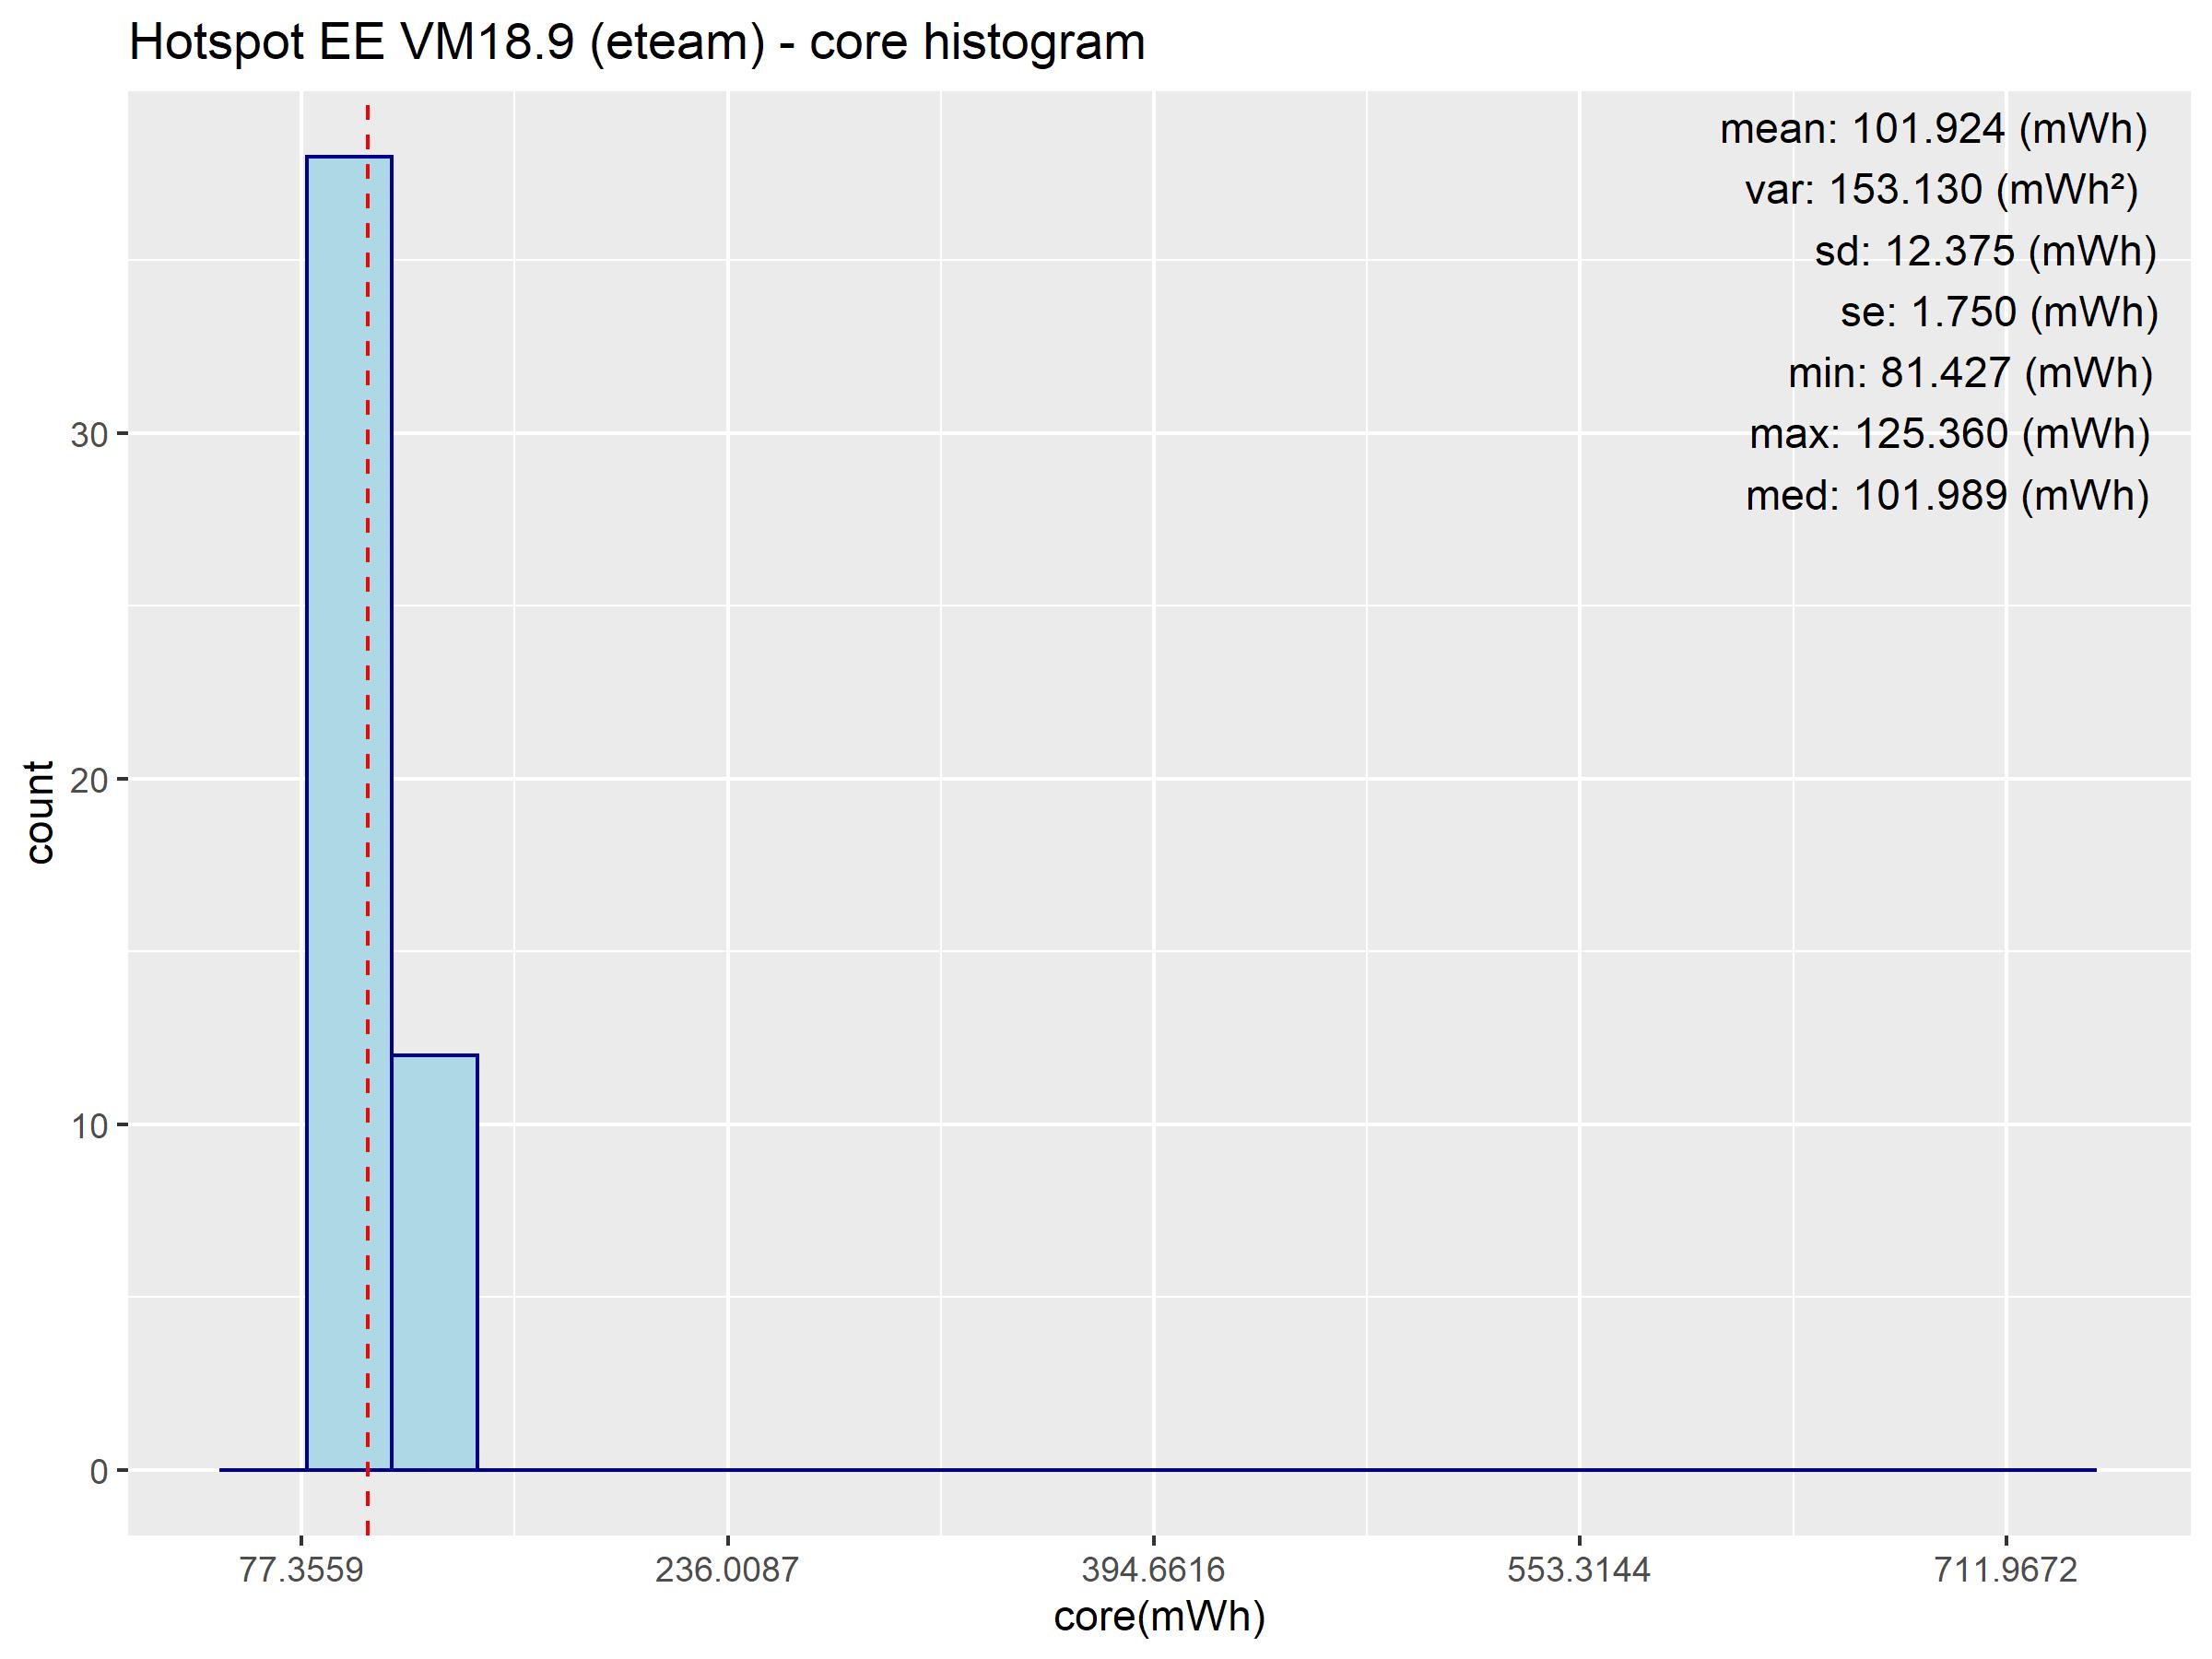 Hotspot EE VM18.9 (eteam) - core histogram
mean: 101.924 (mWh)
var: 153.130 (mWh²)
sd: 12.375 (mWh)
se: 1.750 (mWh)
min: 81.427 (mWh)
max: 125.360 (mWh)
med: 101.989 (mWh)
30
20
10
0
count
77.3559 236.0087 394.6616 553.3144 711.9672
core(mWh)